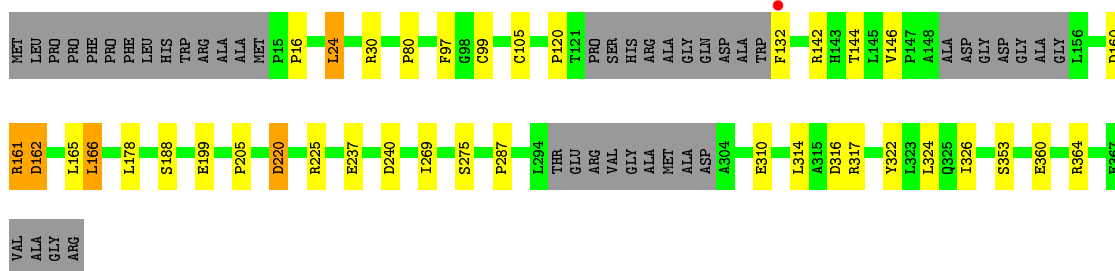 MET LEU PRO PRO PHE PRO PHE LEU HIS TRP ARG ALA ALA MET P15 P16 L24 R30 P80 F97 G98 C99 C105 P120 T121 PRO SER HIS ARG ALA GLY GLN ASP ALA TRP F132 R142 H143 T144 L145 V146 P147 A148 ALA ASP GLY ASP GLY ALA GLY L156 D160
R161 D162 L165 L166 L178 S188 E199 P205 D220 R225 E237 D240 I269 S275 P287 L294 THR GLU ARG VAL GLY ALA MET ALA ASP A304 E310 L314 A315 D316 R317 Y322 L323 L324 Q325 I326 S353 E360 R364
VAL ALA GLY ARG